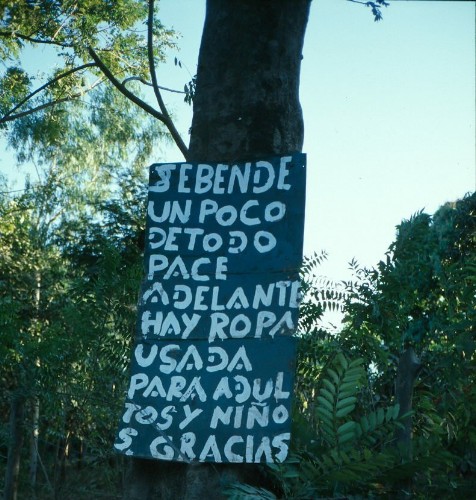 SEBENDE
UN POCO
DETODO
PACE
ADELANTE
HAY ROPA
USADA
PARA ADUL
TOS Y NIÑO
S. GRACIAS